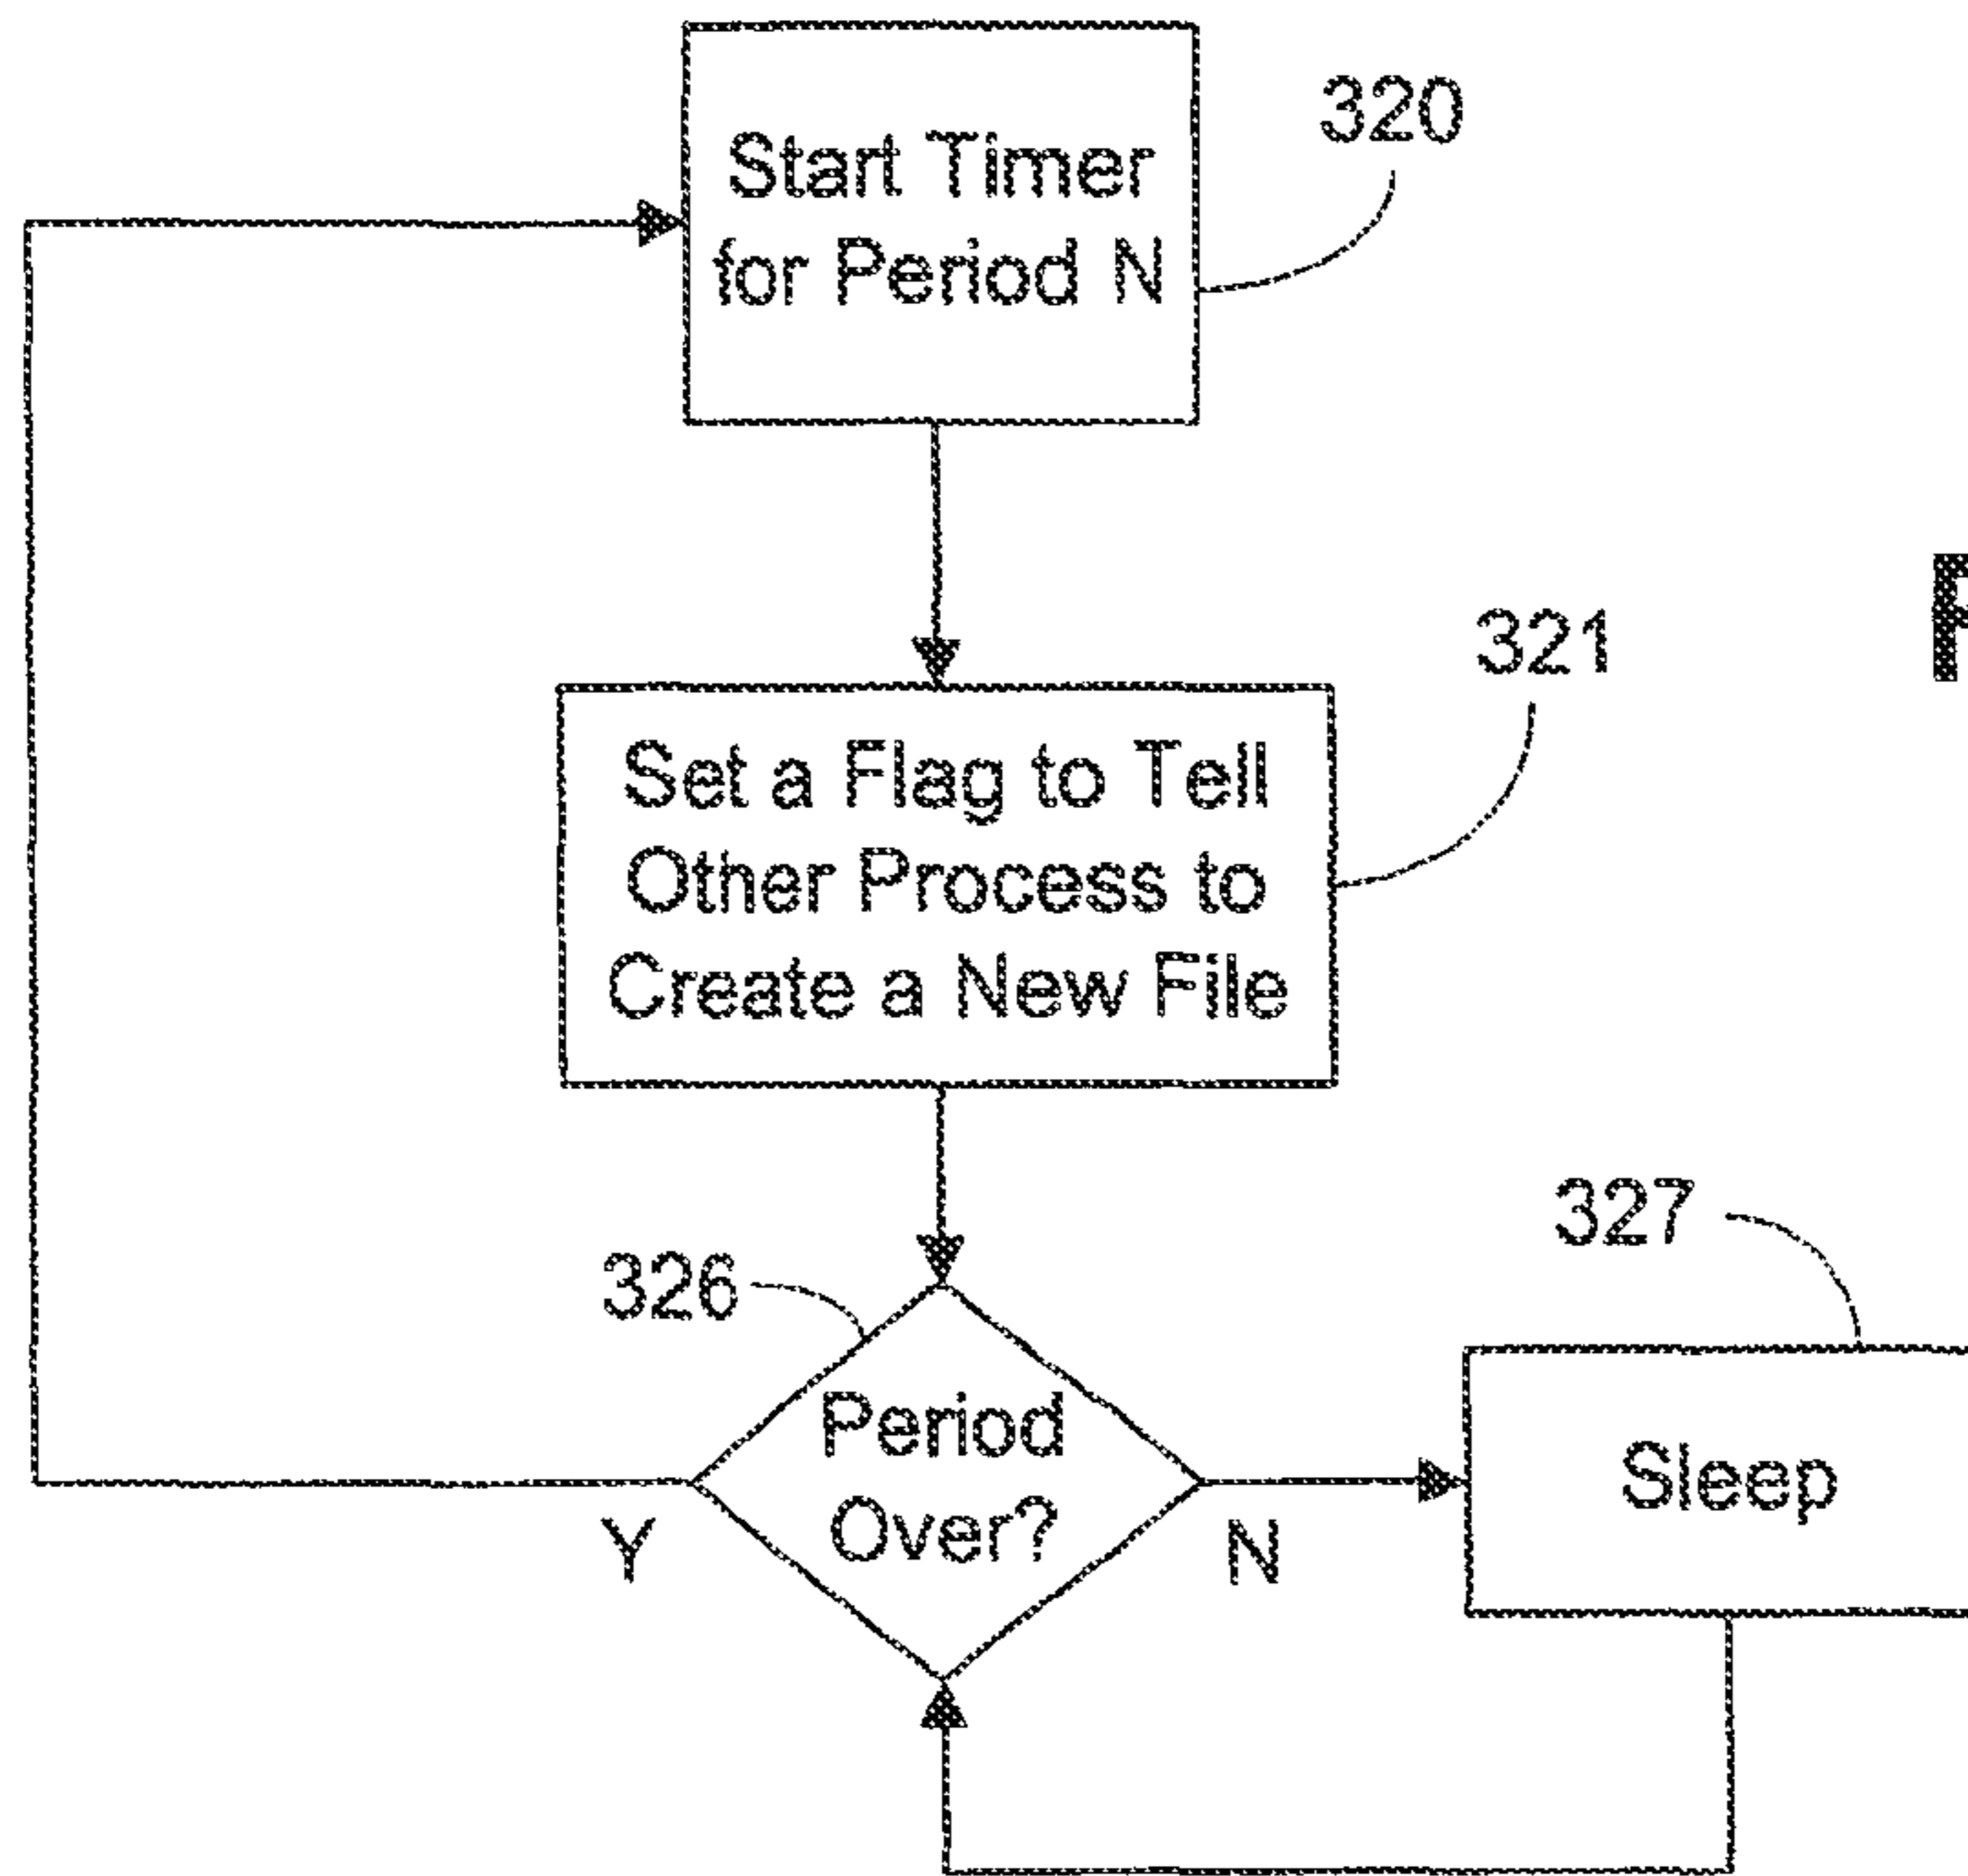 320
Start Timer
for Period N
321
Set a Flag to Tell
Other Process to
Create a New File
327
326
Period
Over?
Sleep
Y
N